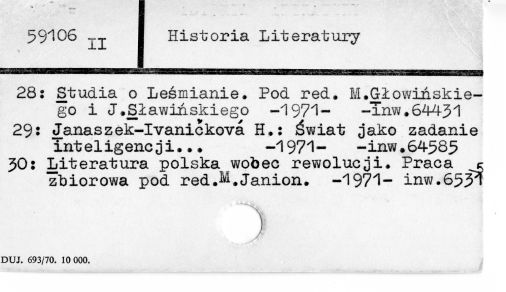 59106 II Historia Literatury
28: Studia o Leśmianie. Pod red. M.Głowińskie-
go i J.Sławińskiego -1971- -inw.64431
29: Janaszek-Ivaničková H.: Świat jako zadanie
inteligencji... -1971- -inw.64585
30: Literatura polska wobec rewolucji. Praca
zbiorowa pod red.M.Janion. -1971- inw.6531
DUJ. 693/70. 10 000.